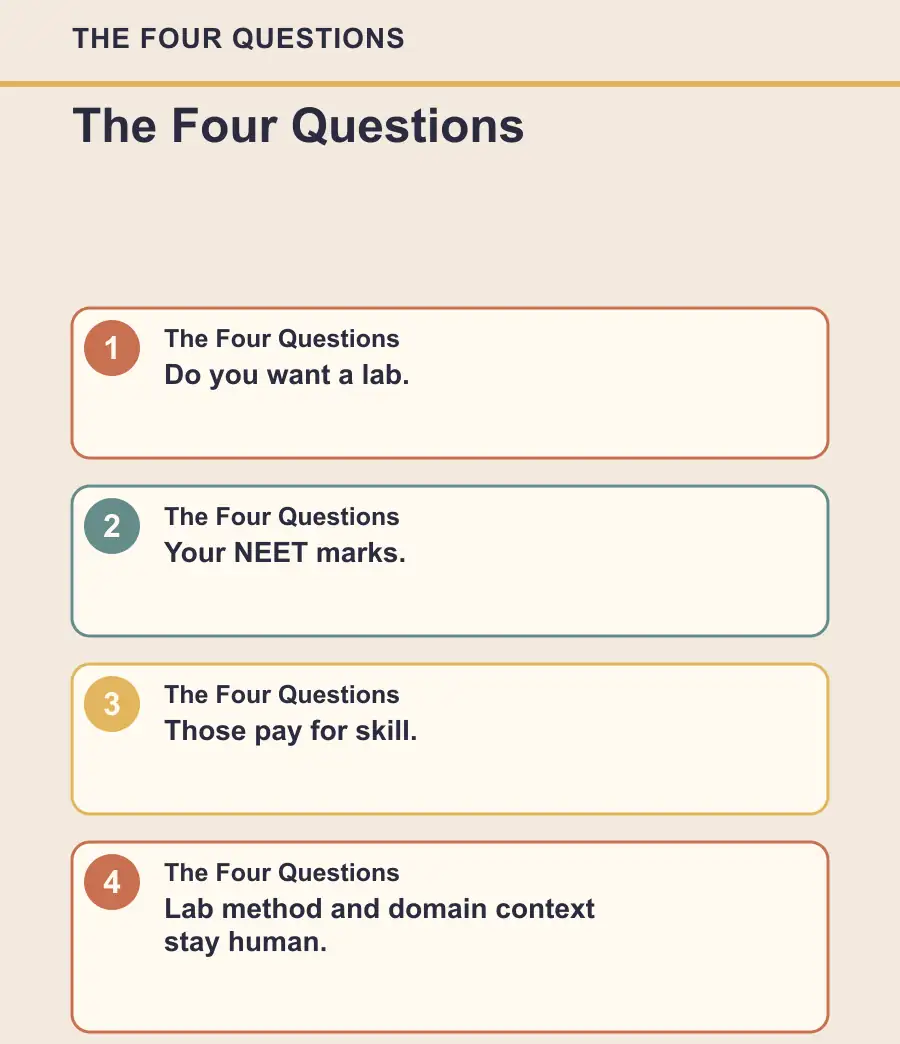 THE FOUR QUESTIONS
The Four Questions
1
The Four Questions
Do you want a lab.
2
The Four Questions
Your NEET marks.
3
The Four Questions
Those pay for skill.
4
The Four Questions
Lab method and domain context
stay human.